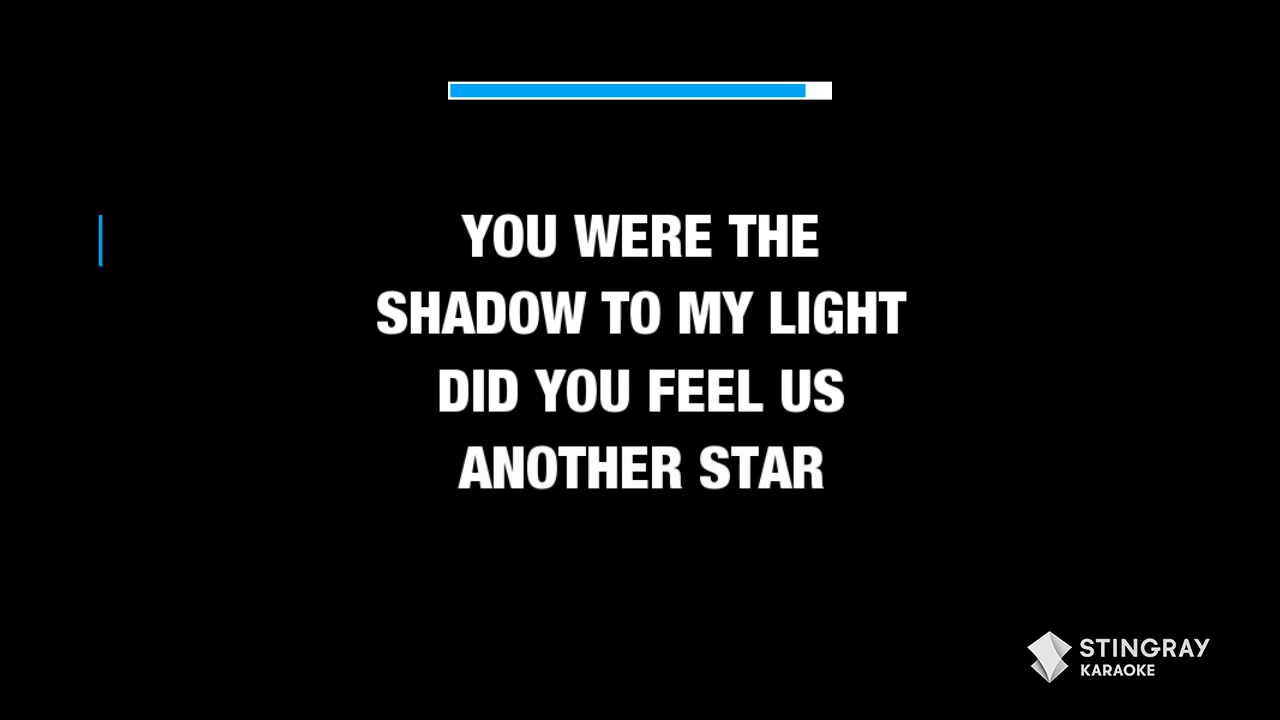 YOU WERE THE
SHADOW TO MY LIGHT
DID YOU FEEL US
ANOTHER STAR
STINGRAY
KARAOKE